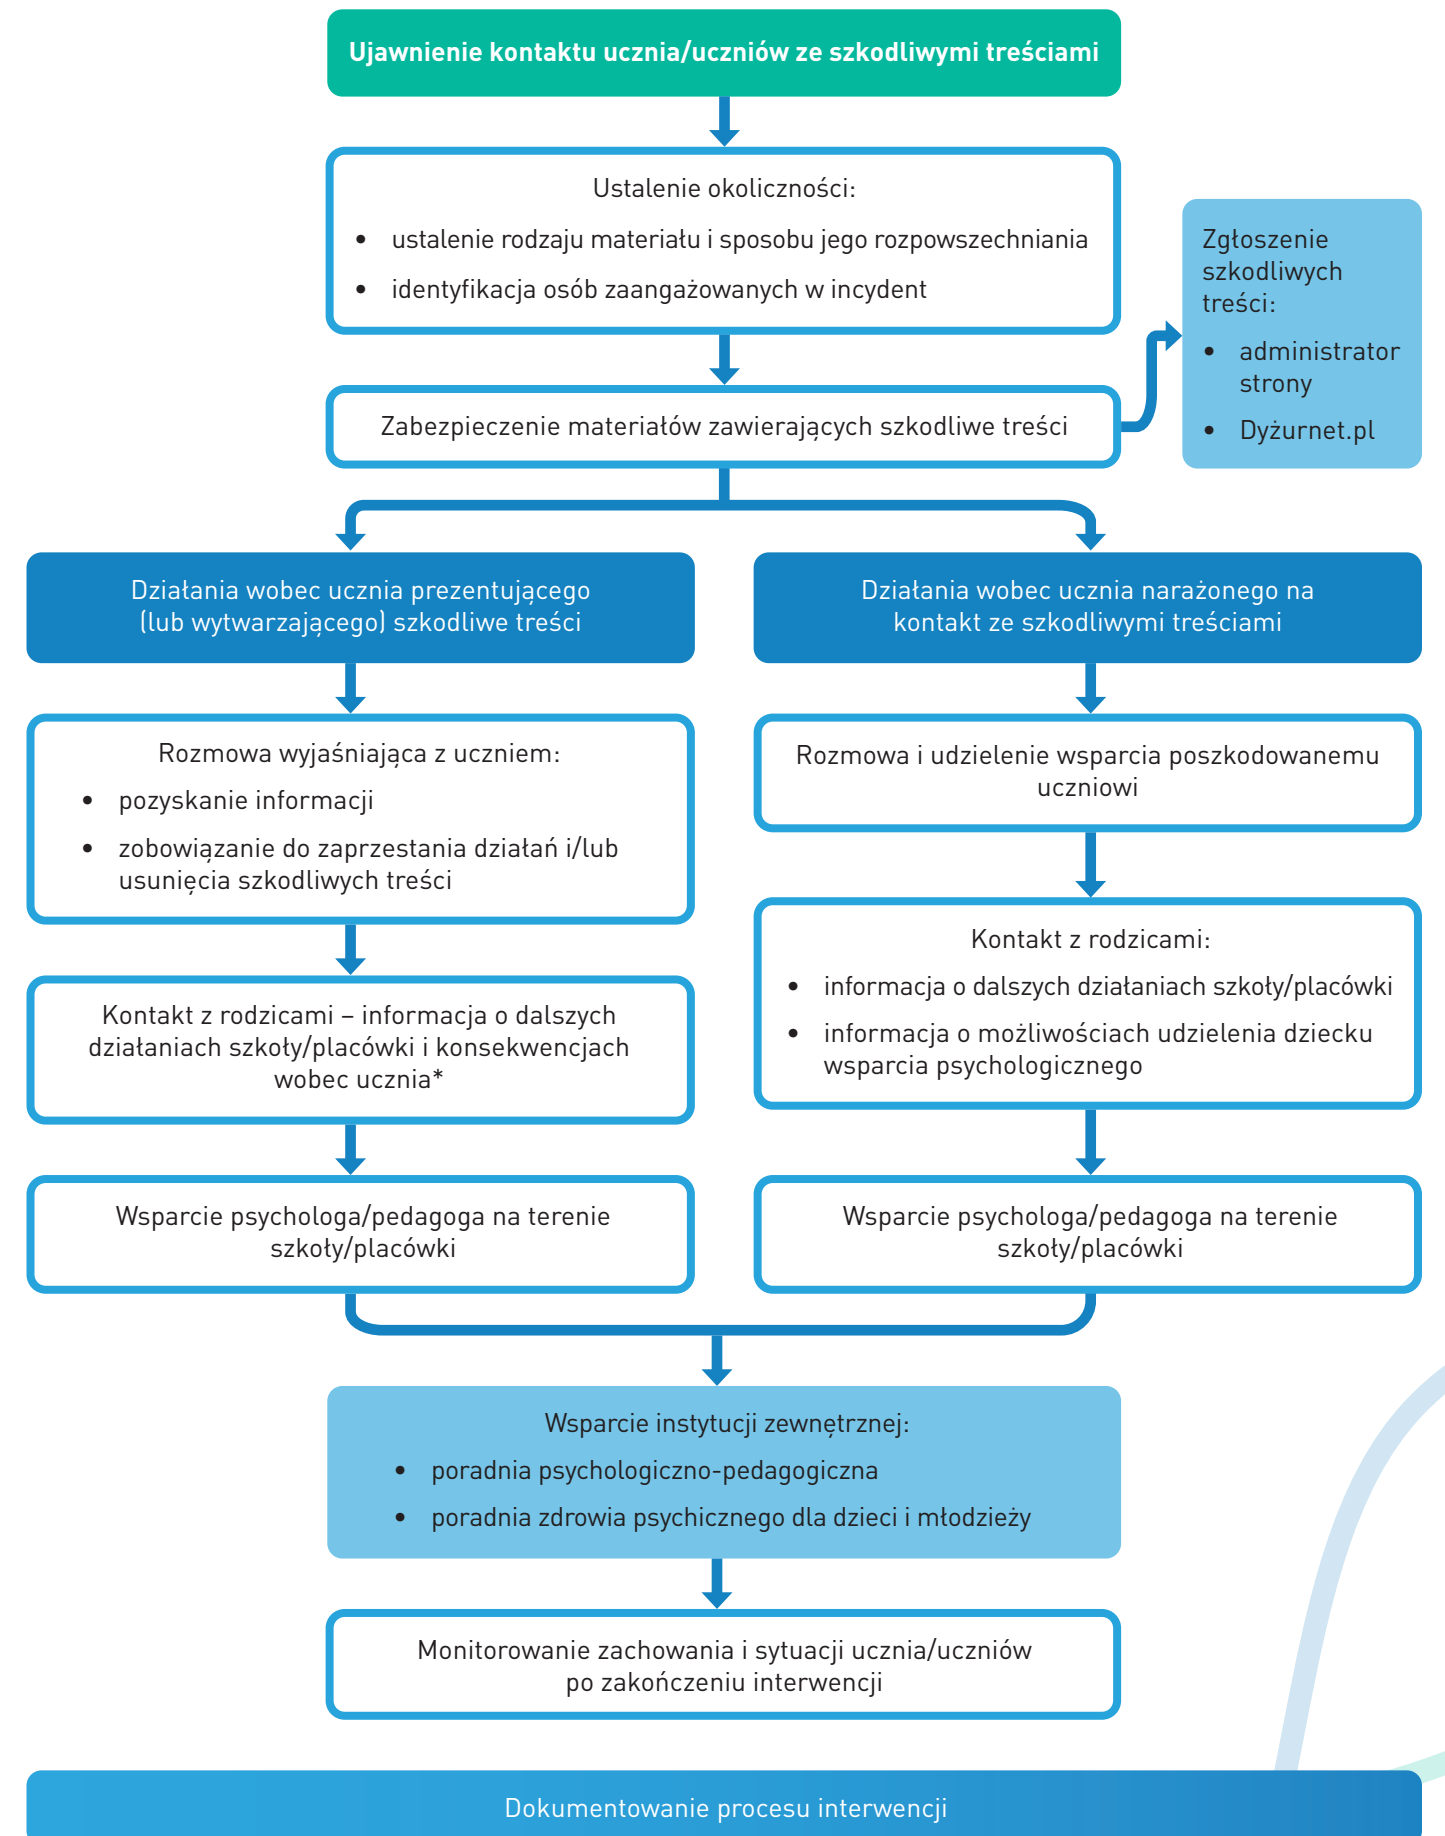 Ujawnienie kontaktu ucznia/uczniów ze szkodliwymi treściami
Ustalenie okoliczności:
• ustalenie rodzaju materiału i sposobu jego rozpowszechniania
• identyfikacja osób zaangażowanych w incydent
Zgłoszenie
szkodliwych
treści:
• administrator
strony
• Dyżurnet.pl
Zabezpieczenie materiałów zawierających szkodliwe treści
Działania wobec ucznia prezentującego
(lub wytwarzającego) szkodliwe treści
Rozmowa wyjaśniająca z uczniem:
• pozyskanie informacji
• zobowiązanie do zaprzestania działań i/lub
usunięcia szkodliwych treści
Kontakt z rodzicami – informacja o dalszych
działaniach szkoły/placówki i konsekwencjach
wobec ucznia*
Wsparcie psychologa/pedagoga na terenie
szkoły/placówki
Działania wobec ucznia narażonego na
kontakt ze szkodliwymi treściami
Rozmowa i udzielenie wsparcia poszkodowanemu
uczniowi
Kontakt z rodzicami:
• informacja o dalszych działaniach szkoły/placówki
• informacja o możliwościach udzielenia dziecku
wsparcia psychologicznego
Wsparcie psychologa/pedagoga na terenie
szkoły/placówki
Wsparcie instytucji zewnętrznej:
• poradnia psychologiczno-pedagogiczna
• poradnia zdrowia psychicznego dla dzieci i młodzieży
Monitorowanie zachowania i sytuacji ucznia/uczniów
po zakończeniu interwencji
Dokumentowanie procesu interwencji